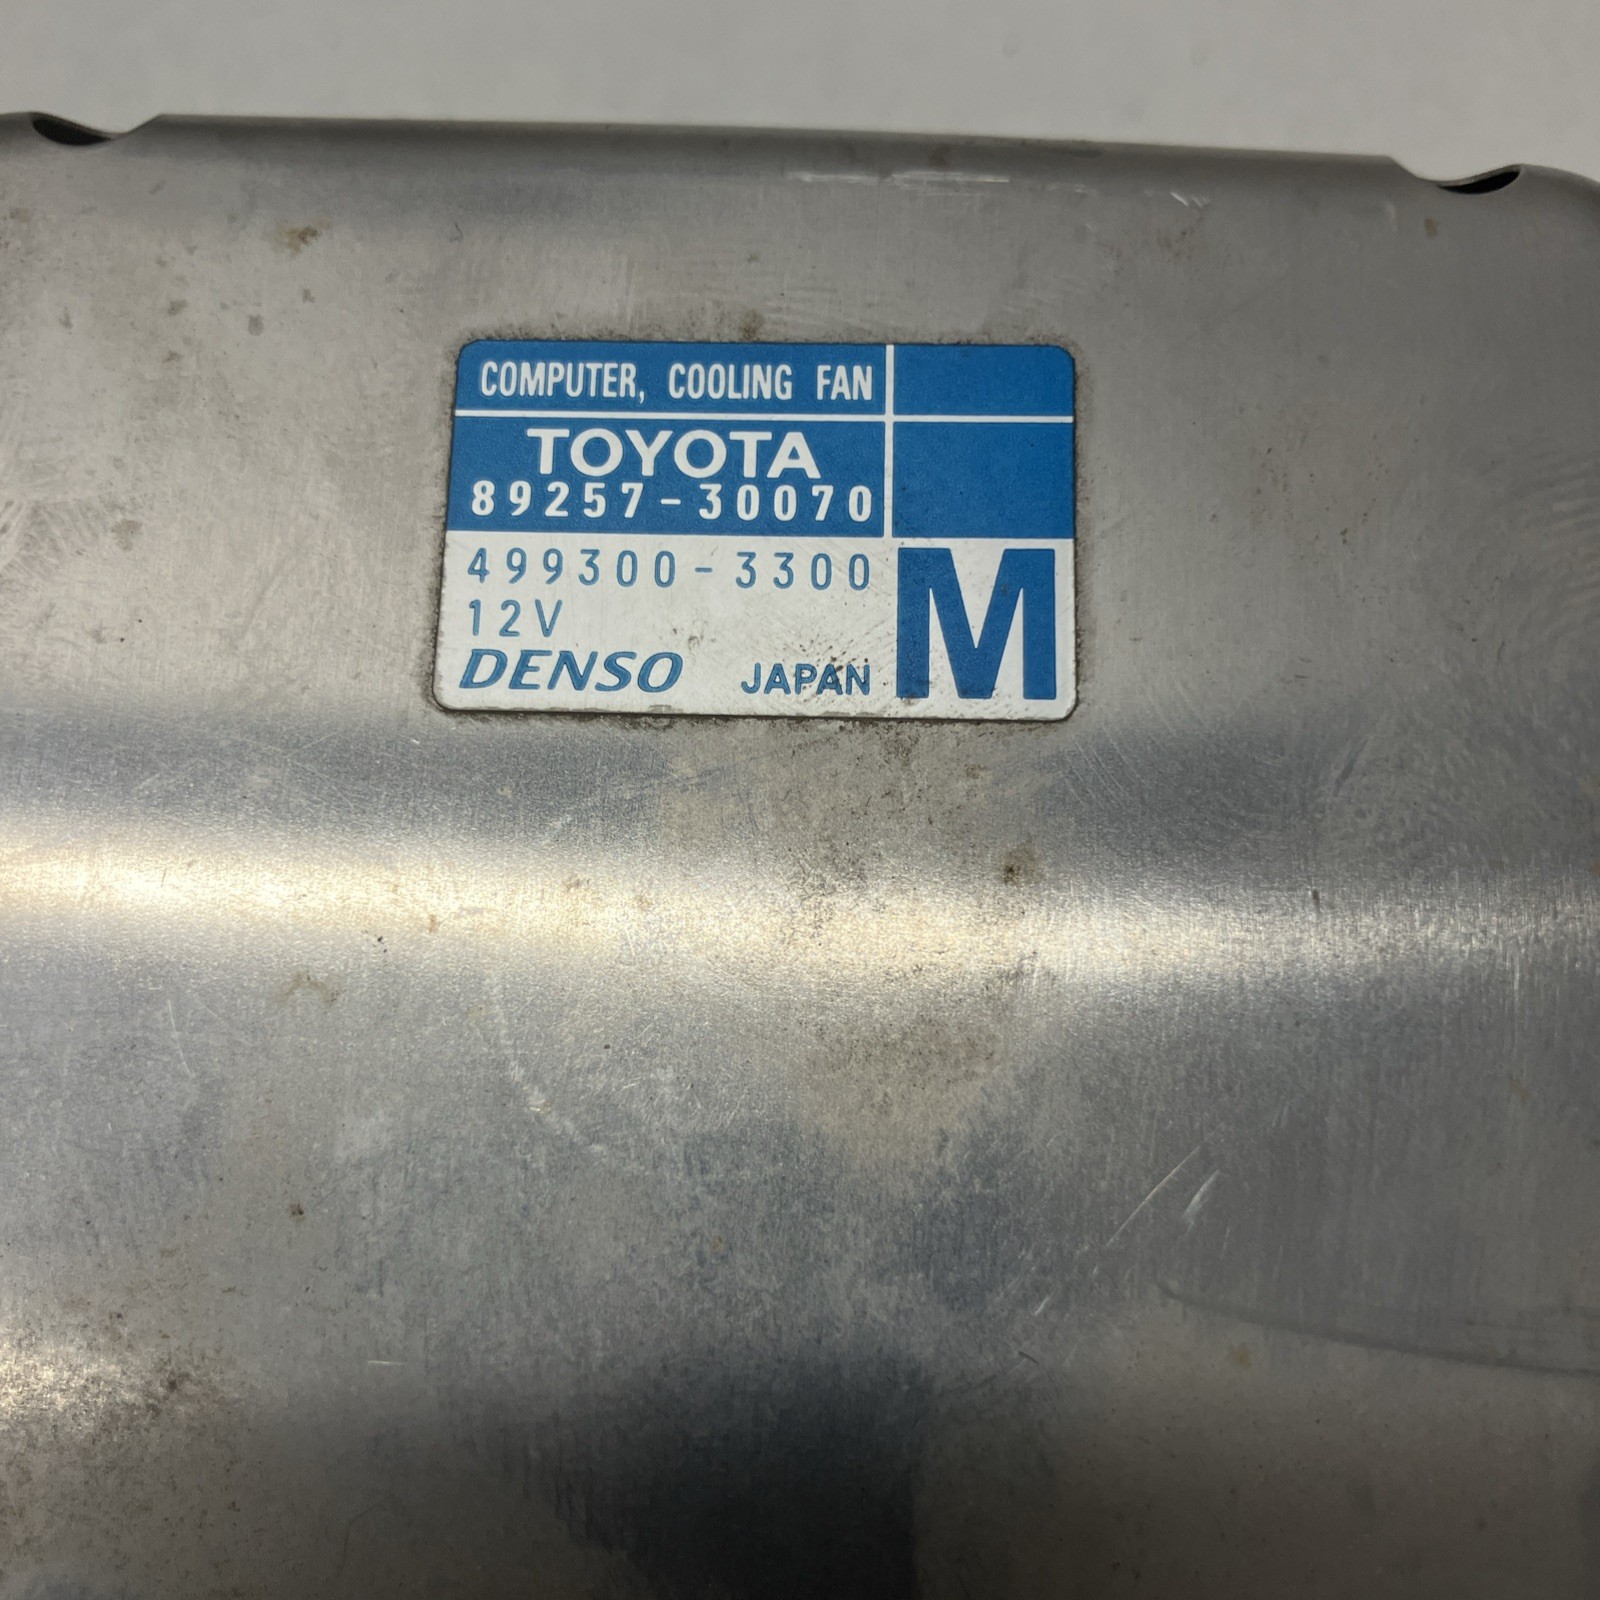 COMPUTER, COOLING FAN
TOYOTA
89257-30070
499300-3300
12V
DENSO JAPAN
M